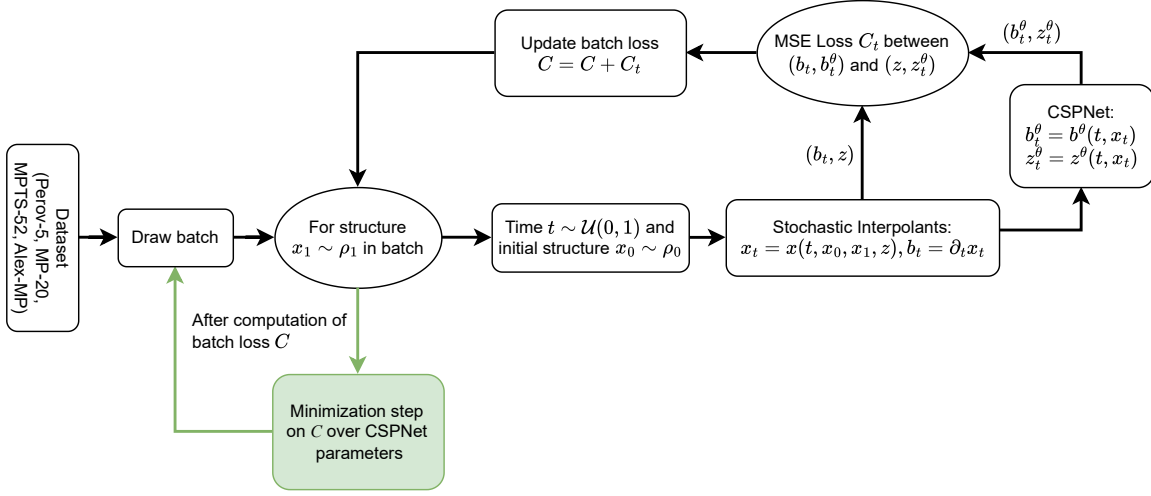 Dataset
(Perov-5, MP-20,
MPTS-52, Alex-MP)
Draw batch
For structure
x₁ ∼ ρ₁ in batch
Time t ∼ 𝒰(0, 1) and
initial structure x₀ ∼ ρ₀
Stochastic Interpolants:
xₜ = x(t, x₀, x₁, z), bₜ = ∂ₜxₜ
(bₜ, z)
CSPNet:
bₜ^θ = b^θ(t, xₜ)
zₜ^θ = z^θ(t, xₜ)
(bₜ^θ, zₜ^θ)
MSE Loss Cₜ between
(bₜ, bₜ^θ) and (z, zₜ^θ)
Update batch loss
C = C + Cₜ
After computation of
batch loss C
Minimization step
on C over CSPNet
parameters